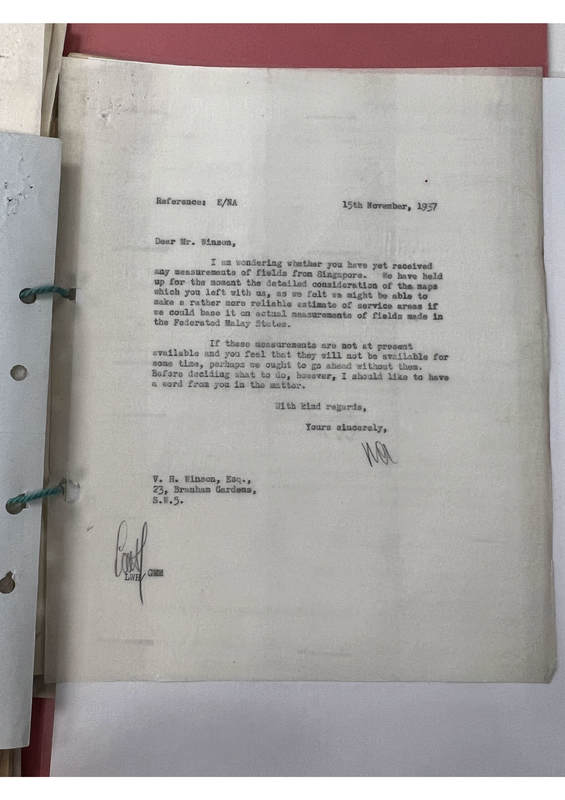 Reference: E/NA 15th November, 1937
Dear Mr. Winson,
I am wondering whether you have yet received
any measurements of fields from Singapore. We have held
up for the moment the detailed consideration of the maps
which you left with us, as we felt we might be able to
make a rather more reliable estimate of service areas if
we could base it on actual measurements of fields made in
the Federated Malay States.
If these measurements are not at present
available and you feel that they will not be available for
some time, perhaps we ought to go ahead without them.
Before deciding what to do, however, I should like to have
a word from you in the matter.
With kind regards,
Yours sincerely,
V. H. Winson, Esq.,
23, Branham Gardens,
S.W.5.
LWH/ GMM